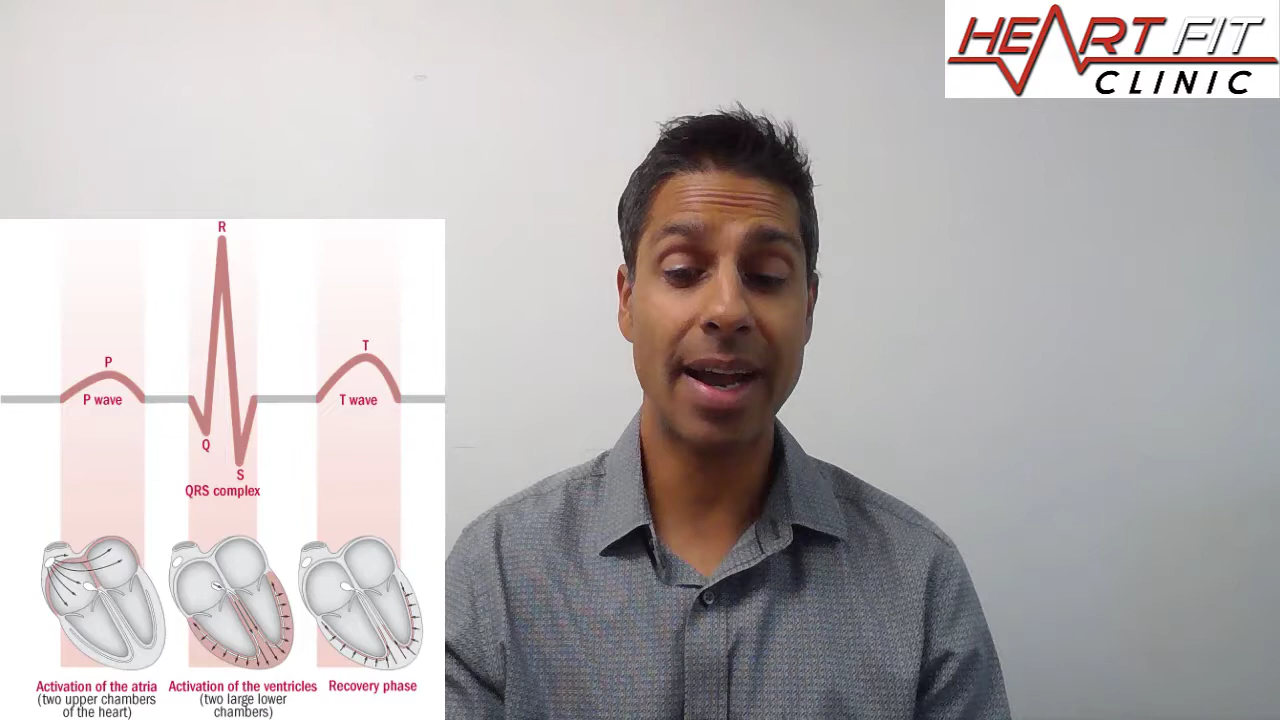 HEART FIT
CLINIC
R
P
T
P wave
T wave
Q
S
QRS complex
Activation of the atria
(two upper chambers
of the heart)
Activation of the ventricles
(two large lower
chambers)
Recovery phase